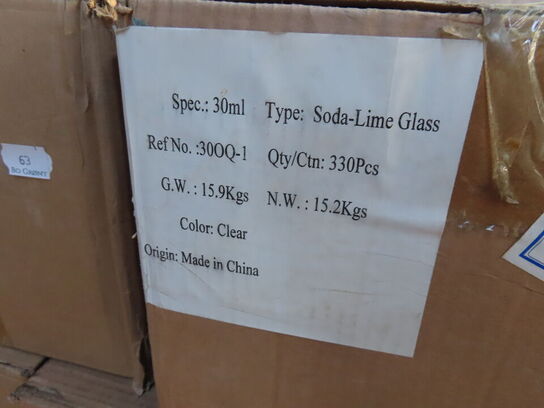 Spec.: 30ml Type: Soda-Lime Glass
Ref No. :30OQ-1 Qty/Ctn: 330Pcs
G.W. : 15.9Kgs N.W. : 15.2Kgs
Color: Clear
Origin: Made in China
63